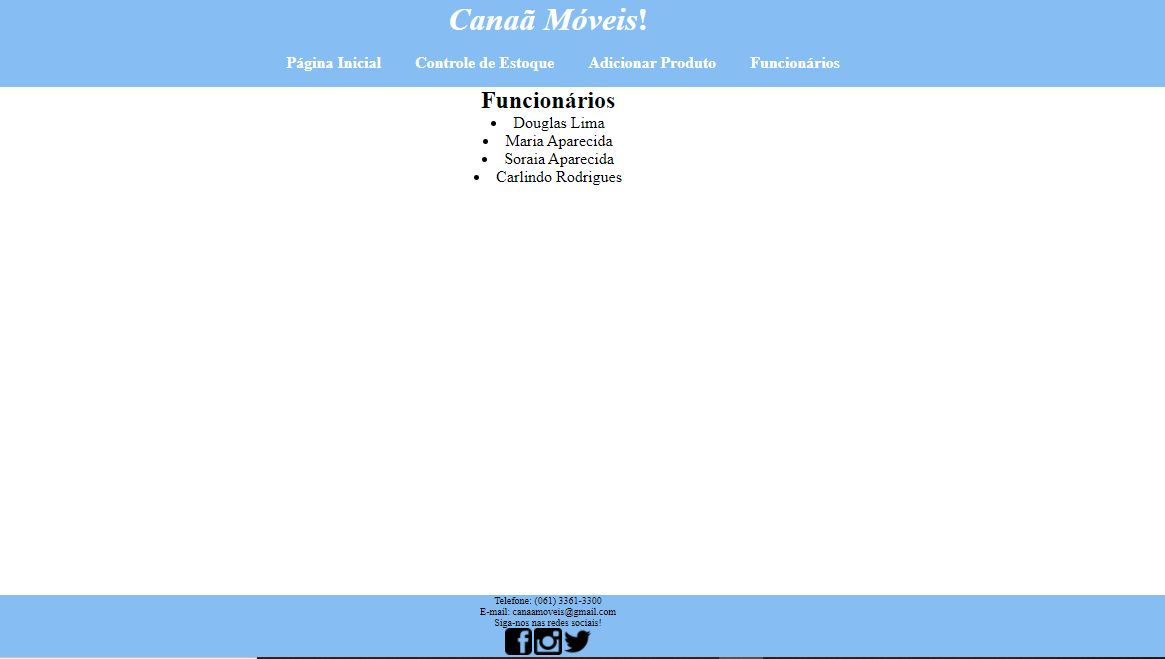 Canaã Móveis!
Página Inicial Controle de Estoque Adicionar Produto Funcionários
Funcionários
• Douglas Lima
• Maria Aparecida
• Soraia Aparecida
• Carlindo Rodrigues
Telefone: (061) 3361-3300
E-mail: canaamoveis@gmail.com
Siga-nos nas redes sociais!